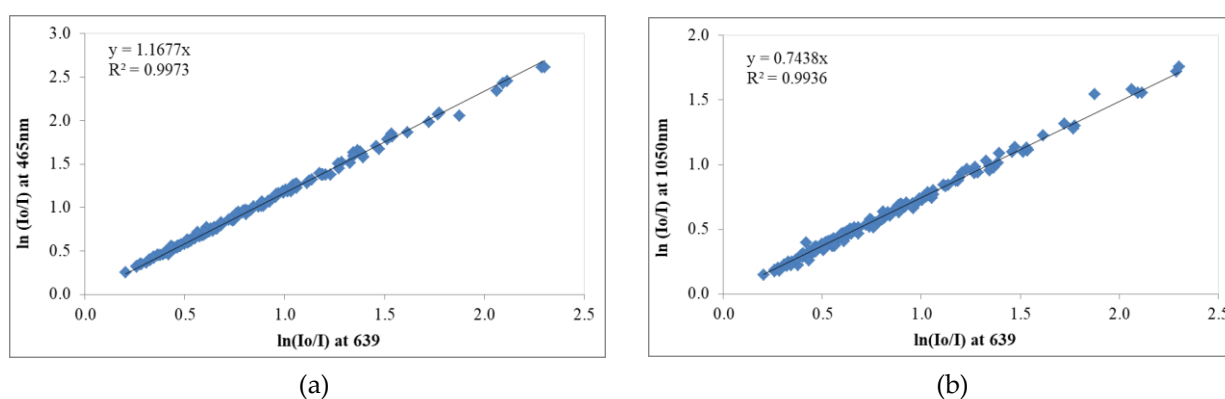 y = 1.1677x
R² = 0.9973
ln (Io/I) at 465nm
3.0
2.5
2.0
1.5
1.0
0.5
0.0
0.0 0.5 1.0 1.5 2.0 2.5
ln(Io/I) at 639
(a)
y = 0.7438x
R² = 0.9936
ln (Io/I) at 1050nm
2.0
1.5
1.0
0.5
0.0
0.0 0.5 1.0 1.5 2.0 2.5
ln(Io/I) at 639
(b)